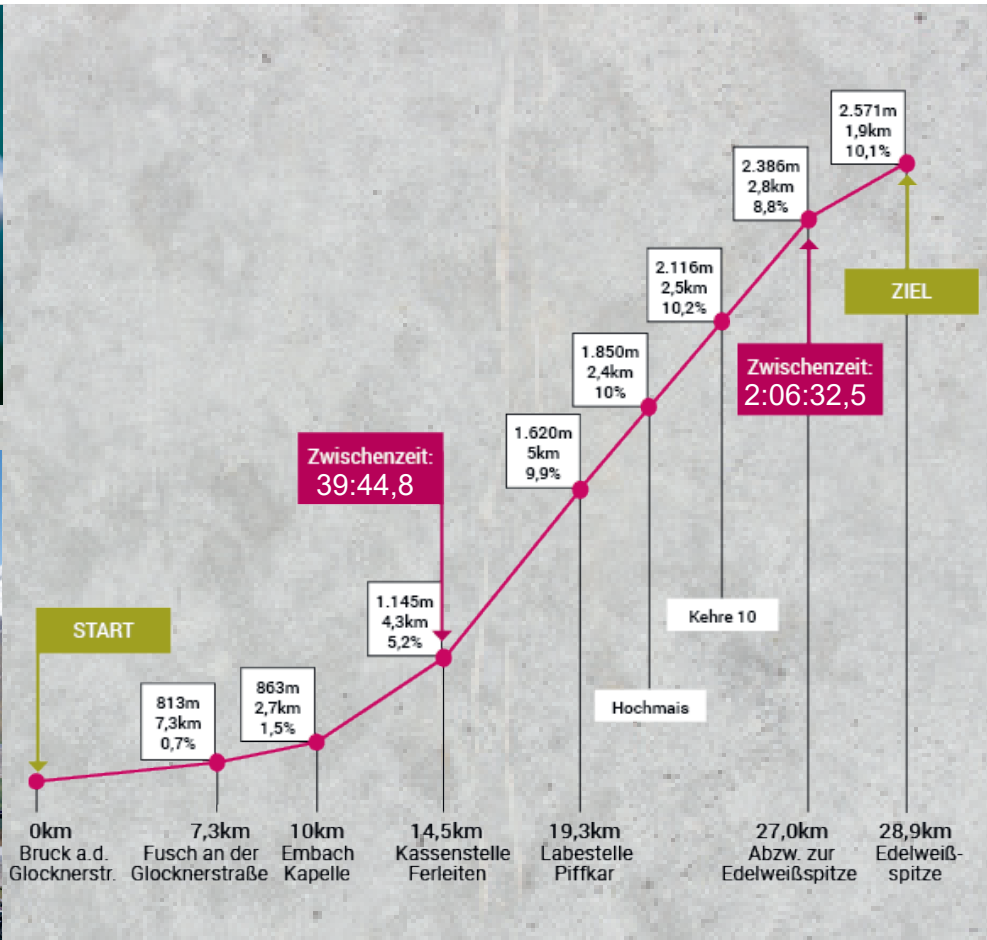 2.571m
1,9km
10,1%
2.386m
2,8km
8,8%
ZIEL
2.116m
2,5km
10,2%
Zwischenzeit:
2:06:32,5
1.850m
2,4km
10%
1.620m
5km
9,9%
Zwischenzeit:
39:44,8
1.145m
4,3km
5,2%
START
Kehre 10
813m
7,3km
0,7%
863m
2,7km
1,5%
Hochmais
0km
Bruck a.d.
Glocknerstr.
7,3km
Fusch an der
Glocknerstraße
10km
Embach
Kapelle
14,5km
Kassenstelle
Ferleiten
19,3km
Labestelle
Piffkar
27,0km
Abzw. zur
Edelweißspitze
28,9km
Edelweiß-
spitze